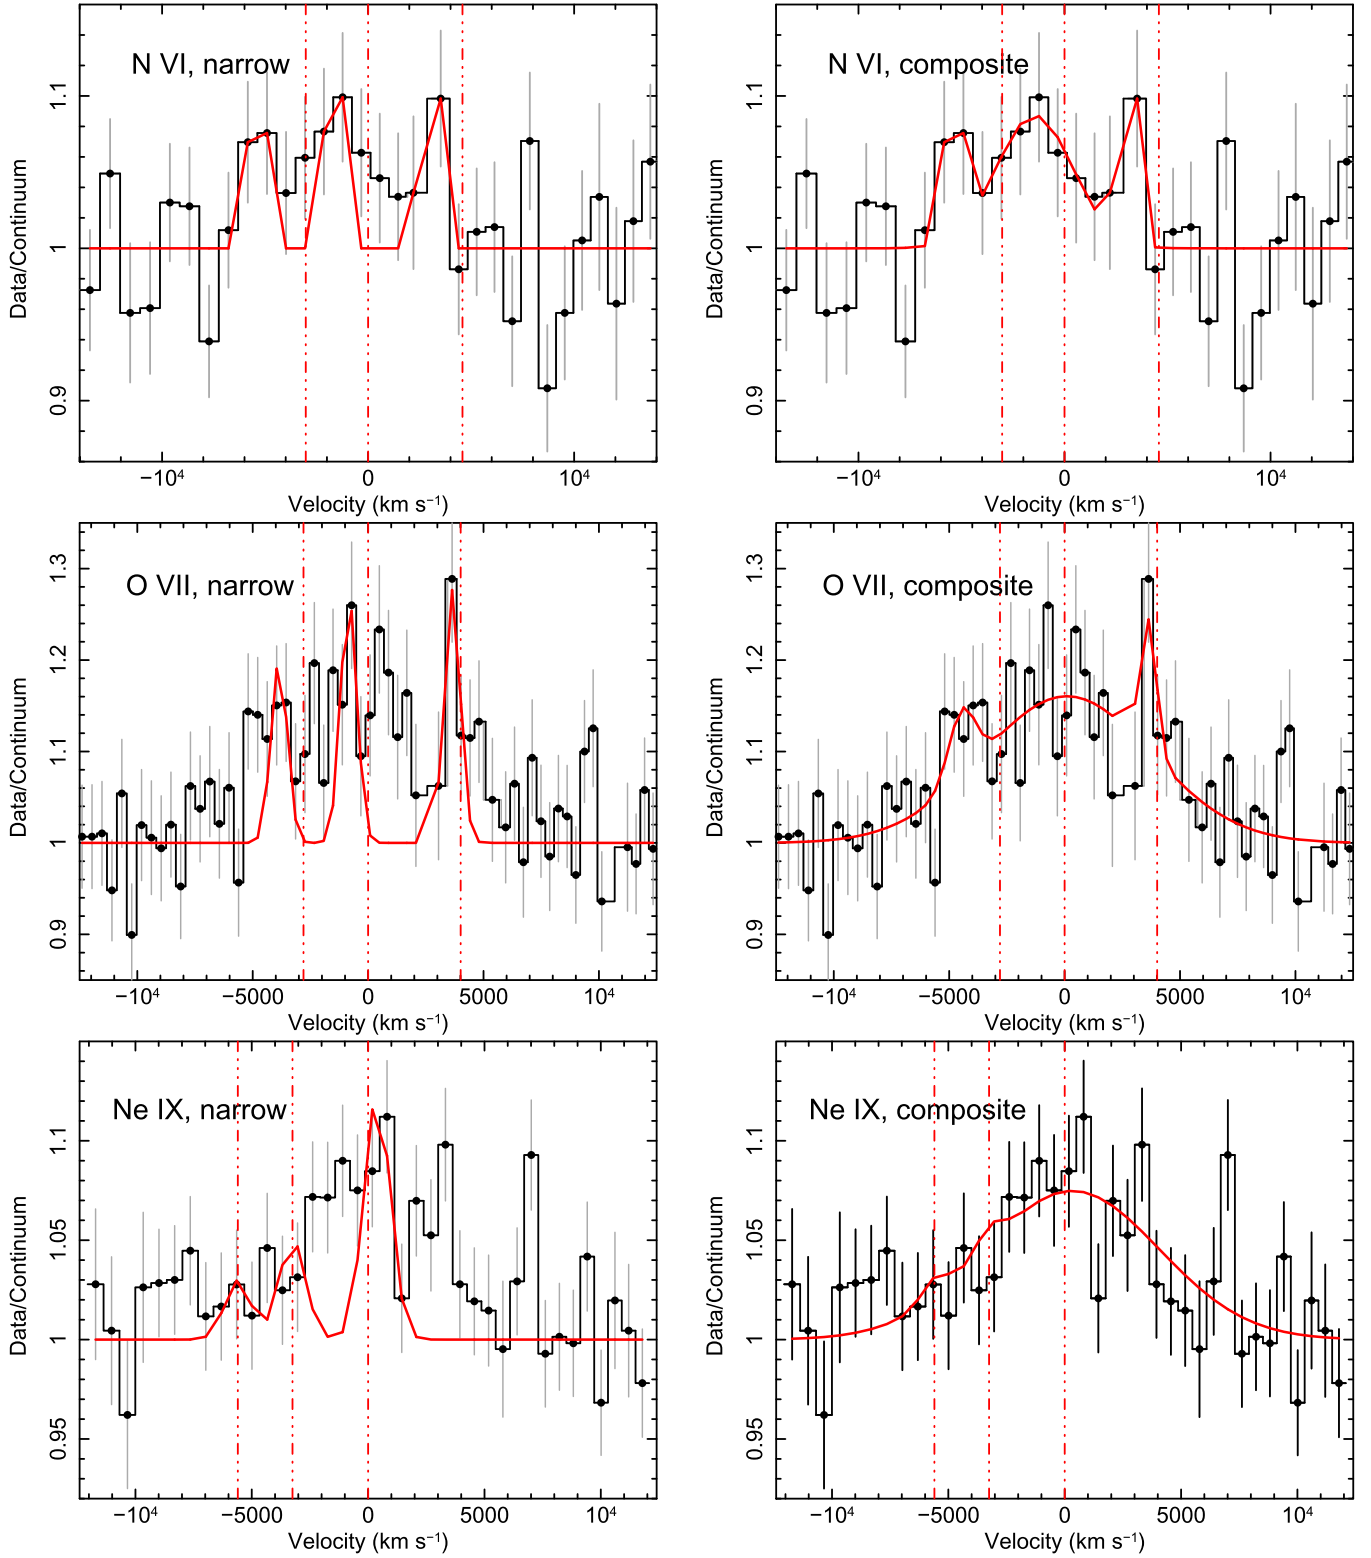 N VI, narrow
Data/Continuum
0.9
1
1.1
−10⁴
0
10⁴
Velocity (km s⁻¹)
N VI, composite
Data/Continuum
0.9
1
1.1
−10⁴
0
10⁴
Velocity (km s⁻¹)
O VII, narrow
Data/Continuum
0.9
1
1.1
1.2
1.3
−10⁴
−5000
0
5000
10⁴
Velocity (km s⁻¹)
O VII, composite
Data/Continuum
0.9
1
1.1
1.2
1.3
−10⁴
−5000
0
5000
10⁴
Velocity (km s⁻¹)
Ne IX, narrow
Data/Continuum
0.95
1
1.05
1.1
−10⁴
−5000
0
5000
10⁴
Velocity (km s⁻¹)
Ne IX, composite
Data/Continuum
0.95
1
1.05
1.1
−10⁴
−5000
0
5000
10⁴
Velocity (km s⁻¹)